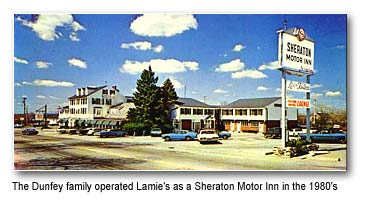 S
SHERATON
MOTOR INN
The Dunfey family operated Lamie's as a Sheraton Motor Inn in the 1980's